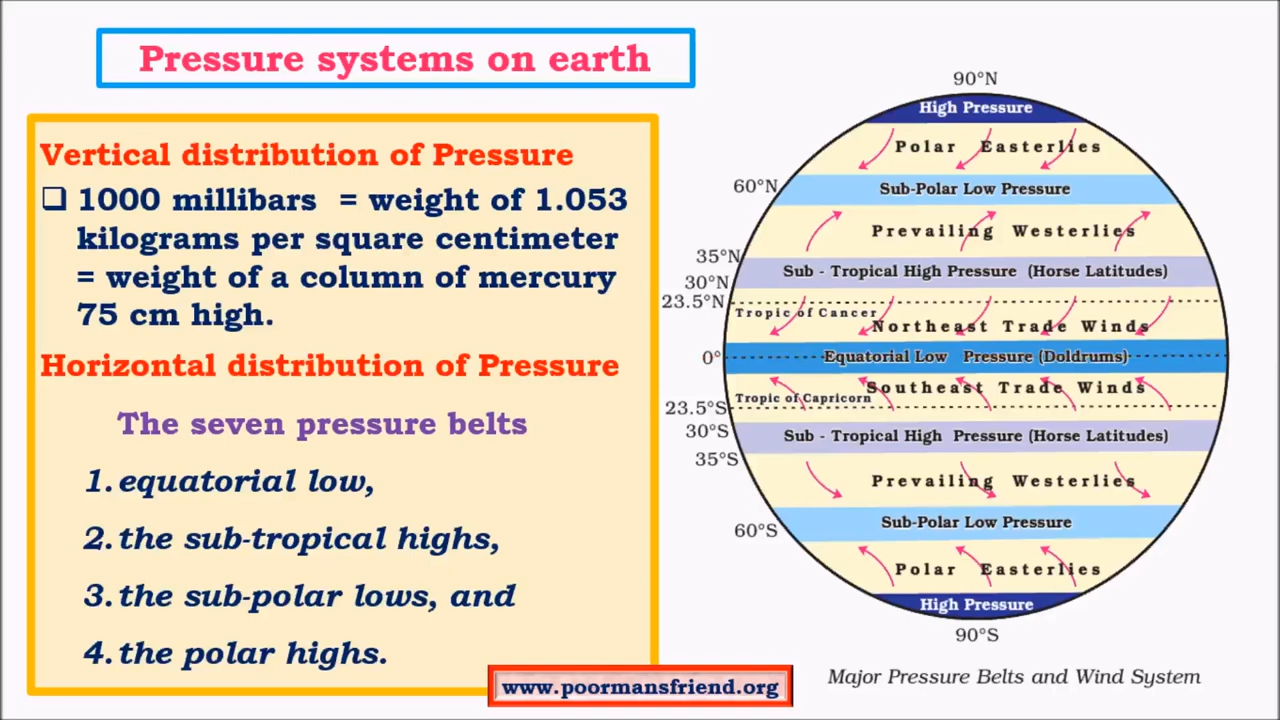 Pressure systems on earth
Vertical distribution of Pressure
❑ 1000 millibars = weight of 1.053
kilograms per square centimeter
= weight of a column of mercury
75 cm high.
Horizontal distribution of Pressure
The seven pressure belts
1. equatorial low,
2. the sub-tropical highs,
3. the sub-polar lows, and
4. the polar highs.
www.poormansfriend.org
90°N
High Pressure
Polar Easterlies
60°N
Sub-Polar Low Pressure
Prevailing Westerlies
35°N
Sub - Tropical High Pressure (Horse Latitudes)
30°N
23.5°N
Tropic of Cancer
Northeast Trade Winds
0°
Equatorial Low Pressure (Doldrums)
Southeast Trade Winds
Tropic of Capricorn
23.5°S
30°S
Sub - Tropical High Pressure (Horse Latitudes)
35°S
Prevailing Westerlies
60°S
Sub-Polar Low Pressure
Polar Easterlies
High Pressure
90°S
Major Pressure Belts and Wind System